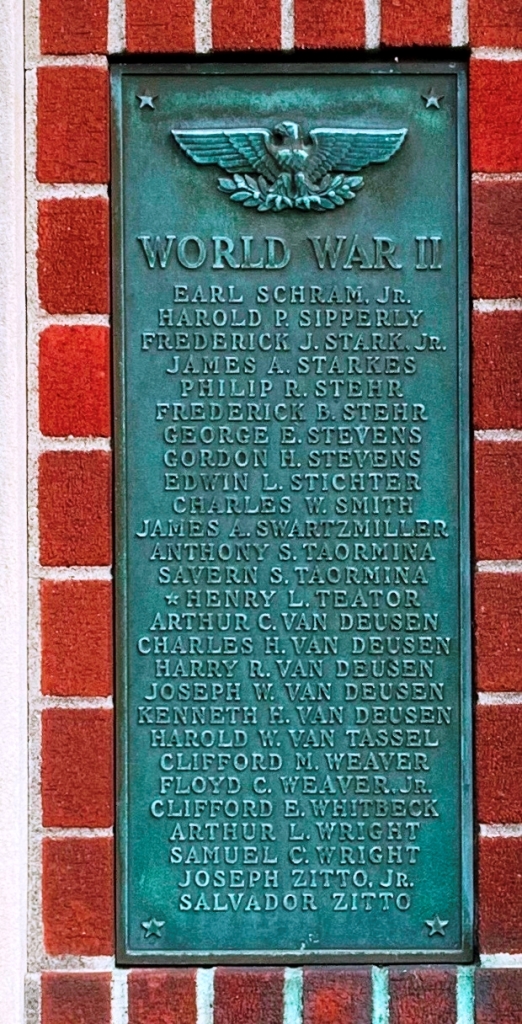 WORLD WAR II
EARL SCHRAM, JR.
HAROLD P. SIPPERLY
FREDERICK J. STARK, JR.
JAMES A. STARKES
PHILIP R. STEHR
FREDERICK B. STEHR
GEORGE E. STEVENS
GORDON H. STEVENS
EDWIN L. STICHTER
CHARLES W. SMITH
JAMES A. SWARTZMILLER
ANTHONY S. TAORMINA
SAVERN S. TAORMINA
★ HENRY L. TEATOR
ARTHUR C. VAN DEUSEN
CHARLES H. VAN DEUSEN
HARRY R. VAN DEUSEN
JOSEPH W. VAN DEUSEN
KENNETH H. VAN DEUSEN
HAROLD W. VAN TASSEL
CLIFFORD M. WEAVER
FLOYD C. WEAVER, JR.
CLIFFORD E. WHITBECK
ARTHUR L. WRIGHT
SAMUEL C. WRIGHT
JOSEPH ZITTO, JR.
SALVADOR ZITTO